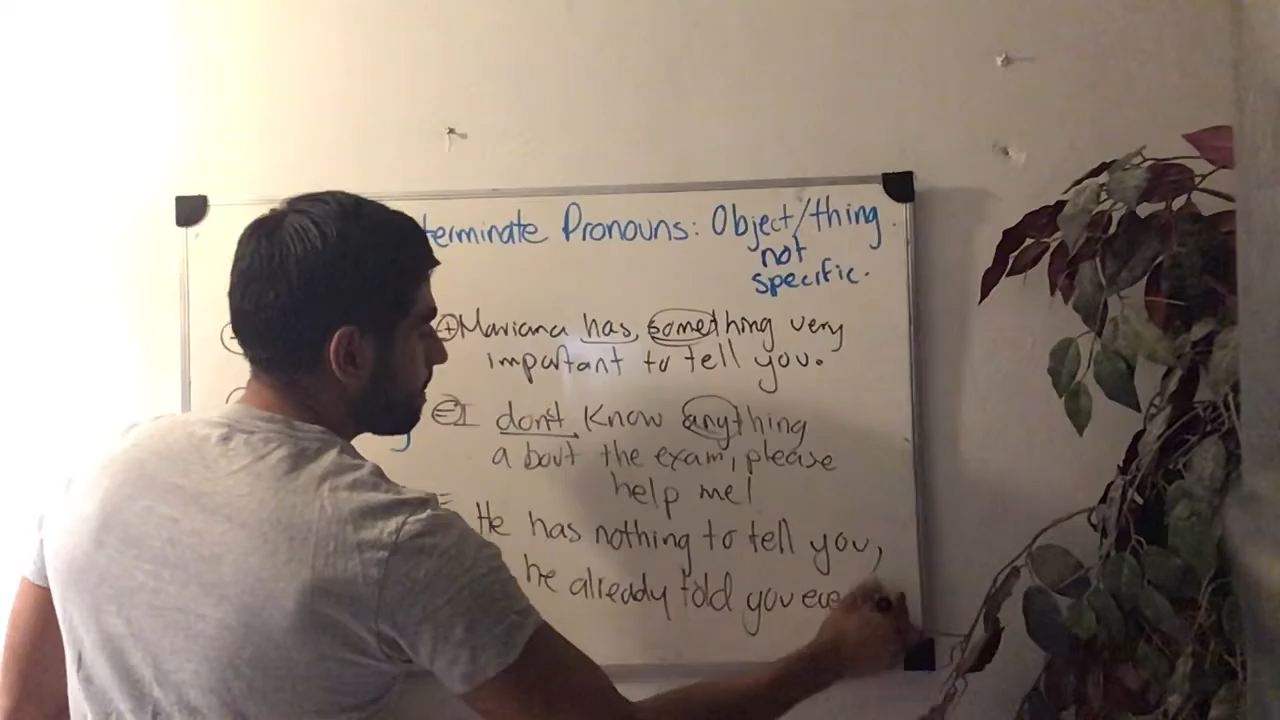 terminate Pronouns: Object/thing
not
specific.
+ Mariana has something very
important to tell you.
I don't know anything
about the exam, please
help me!
He has nothing to tell you,
he already told you